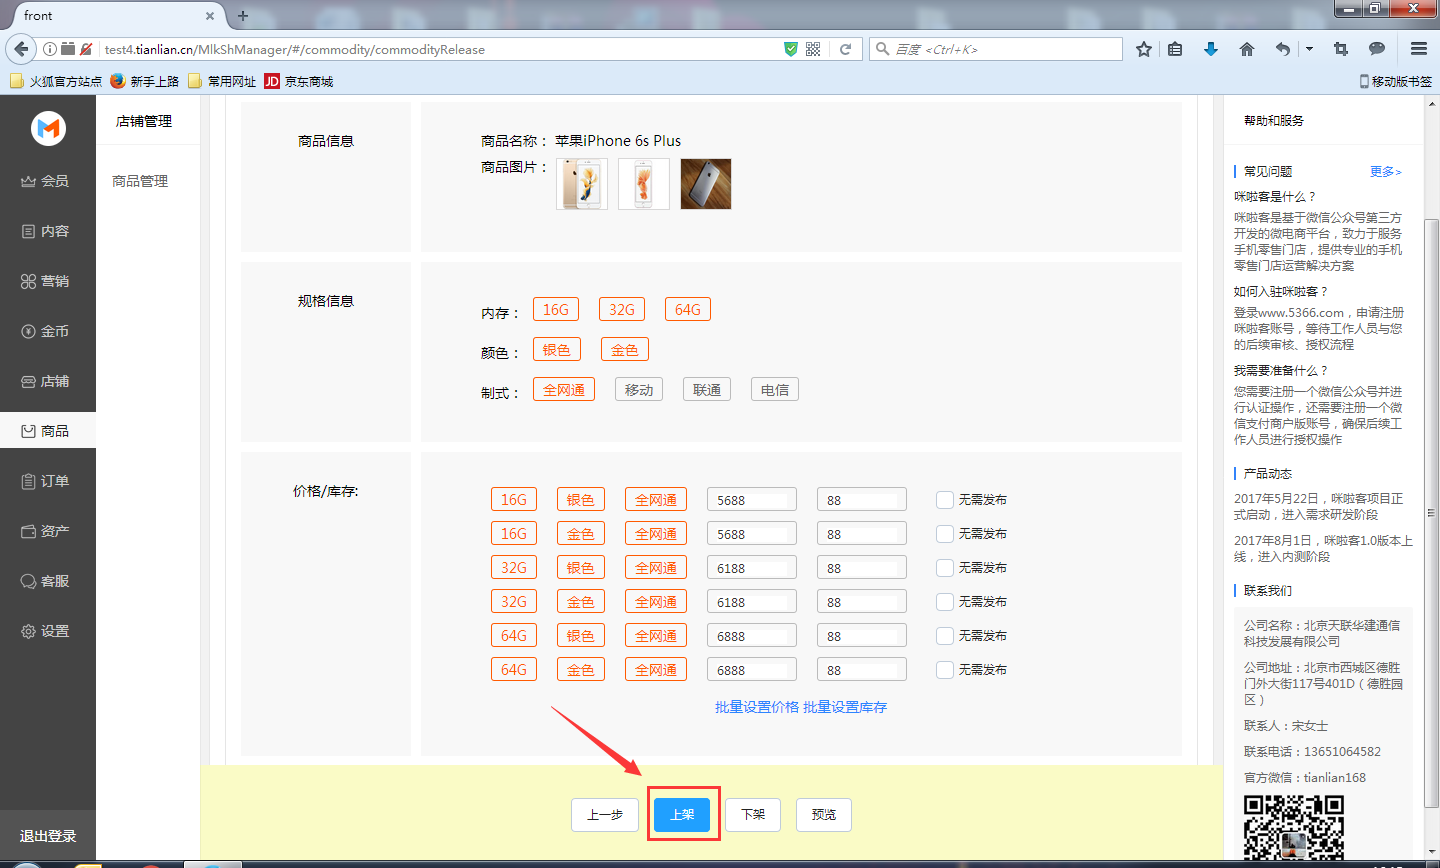 front
test4.tianlian.cn/MlkShManager/#/commodity/commodityRelease
百度 <Ctrl+K>
火狐官方站点
新手上路
常用网址
JD 京东商城
移动版书签
会员
内容
营销
金币
店铺
商品
订单
资产
客服
设置
退出登录
店铺管理
商品管理
商品信息
商品名称： 苹果iPhone 6s Plus
商品图片：
规格信息
内存： 16G 32G 64G
颜色： 银色 金色
制式： 全网通 移动 联通 电信
价格/库存:
16G 银色 全网通 5688 88 无需发布
16G 金色 全网通 5688 88 无需发布
32G 银色 全网通 6188 88 无需发布
32G 金色 全网通 6188 88 无需发布
64G 银色 全网通 6888 88 无需发布
64G 金色 全网通 6888 88 无需发布
批量设置价格 批量设置库存
上一步 上架 下架 预览
帮助和服务
常见问题 更多>
咪啦客是什么？
咪啦客是基于微信公众号第三方
开发的微电商平台，致力于服务
手机零售门店，提供专业的手机
零售门店运营解决方案
如何入驻咪啦客？
登录www.5366.com，申请注册
咪啦客账号，等待工作人员与您
的后续审核、授权流程
我需要准备什么？
您需要注册一个微信公众号并进
行认证操作，还需要注册一个微
信支付商户版账号，确保后续工
作人员进行授权操作
产品动态
2017年5月22日，咪啦客项目正
式启动，进入需求研发阶段
2017年8月1日，咪啦客1.0版本上
线，进入内测阶段
联系我们
公司名称：北京天联华建通信
科技发展有限公司
公司地址：北京市西城区德胜
门外大街117号401D（德胜园
区）
联系人：宋女士
联系电话：13651064582
官方微信：tianlian168